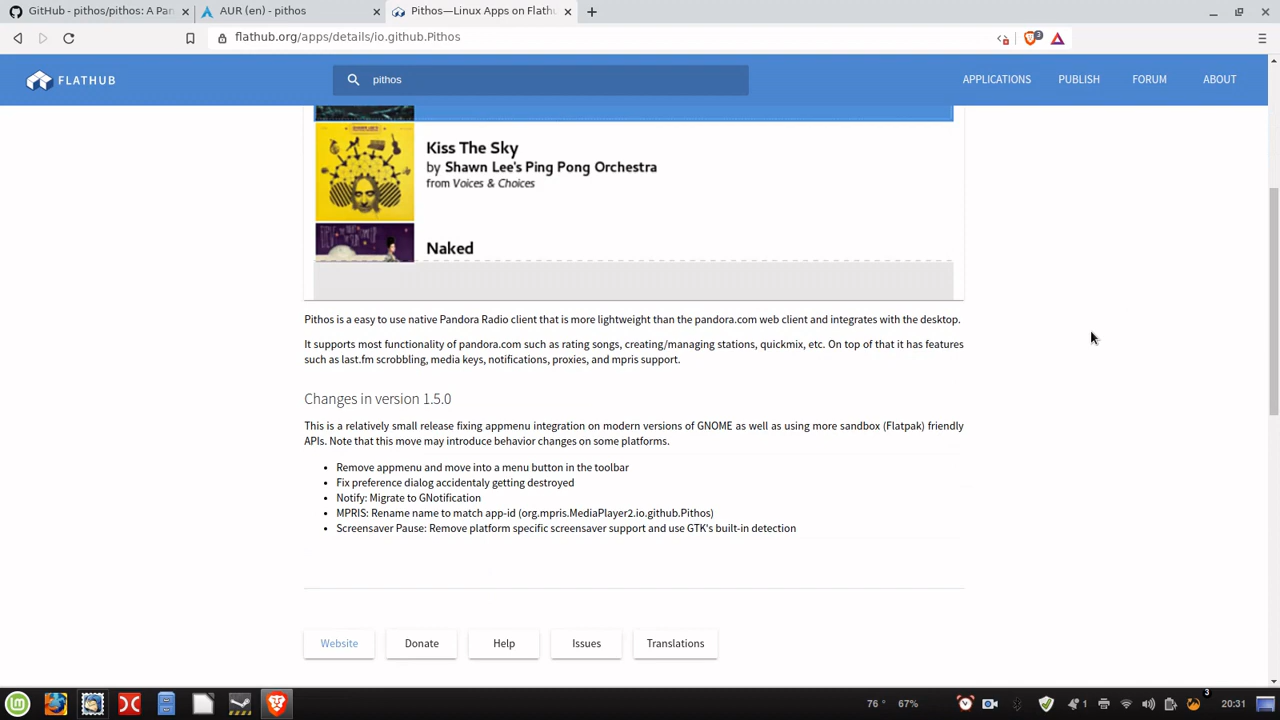 GitHub - pithos/pithos: A Pan
AUR (en) - pithos
Pithos—Linux Apps on Flathu
flathub.org/apps/details/io.github.Pithos
3
FLATHUB
pithos
APPLICATIONS
PUBLISH
FORUM
ABOUT
Kiss The Sky
by Shawn Lee's Ping Pong Orchestra
from Voices & Choices
Naked
Pithos is a easy to use native Pandora Radio client that is more lightweight than the pandora.com web client and integrates with the desktop.
It supports most functionality of pandora.com such as rating songs, creating/managing stations, quickmix, etc. On top of that it has features
such as last.fm scrobbling, media keys, notifications, proxies, and mpris support.
Changes in version 1.5.0
This is a relatively small release fixing appmenu integration on modern versions of GNOME as well as using more sandbox (Flatpak) friendly
APIs. Note that this move may introduce behavior changes on some platforms.
• Remove appmenu and move into a menu button in the toolbar
• Fix preference dialog accidentaly getting destroyed
• Notify: Migrate to GNotification
• MPRIS: Rename name to match app-id (org.mpris.MediaPlayer2.io.github.Pithos)
• Screensaver Pause: Remove platform specific screensaver support and use GTK's built-in detection
Website
Donate
Help
Issues
Translations
76 °
67%
1
3
20:31